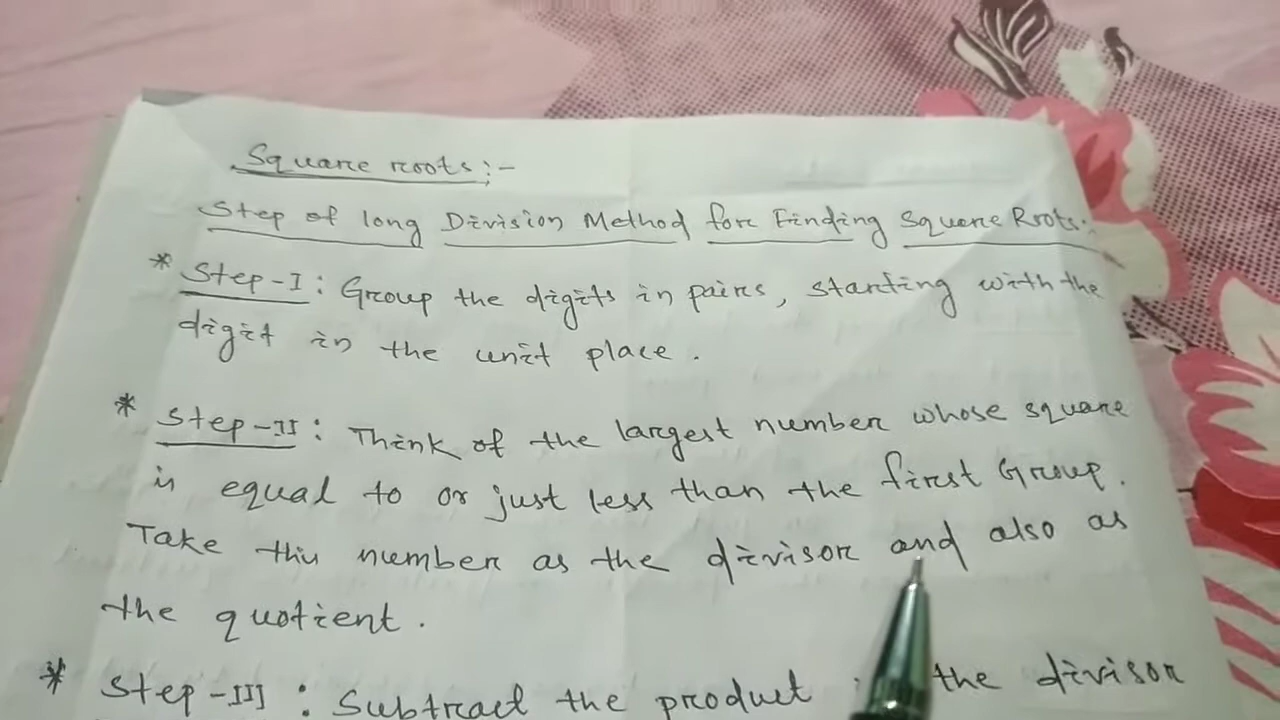 Square roots:-
Step of long Division Method for Finding Square Roots.
* Step-I: Group the digits in pairs, starting with the
digit in the unit place.
* Step-II: Think of the largest number whose square
is equal to or just less than the first Group.
Take this number as the divisor and also as
the quotient.
* Step-III: Subtract the product the divisor